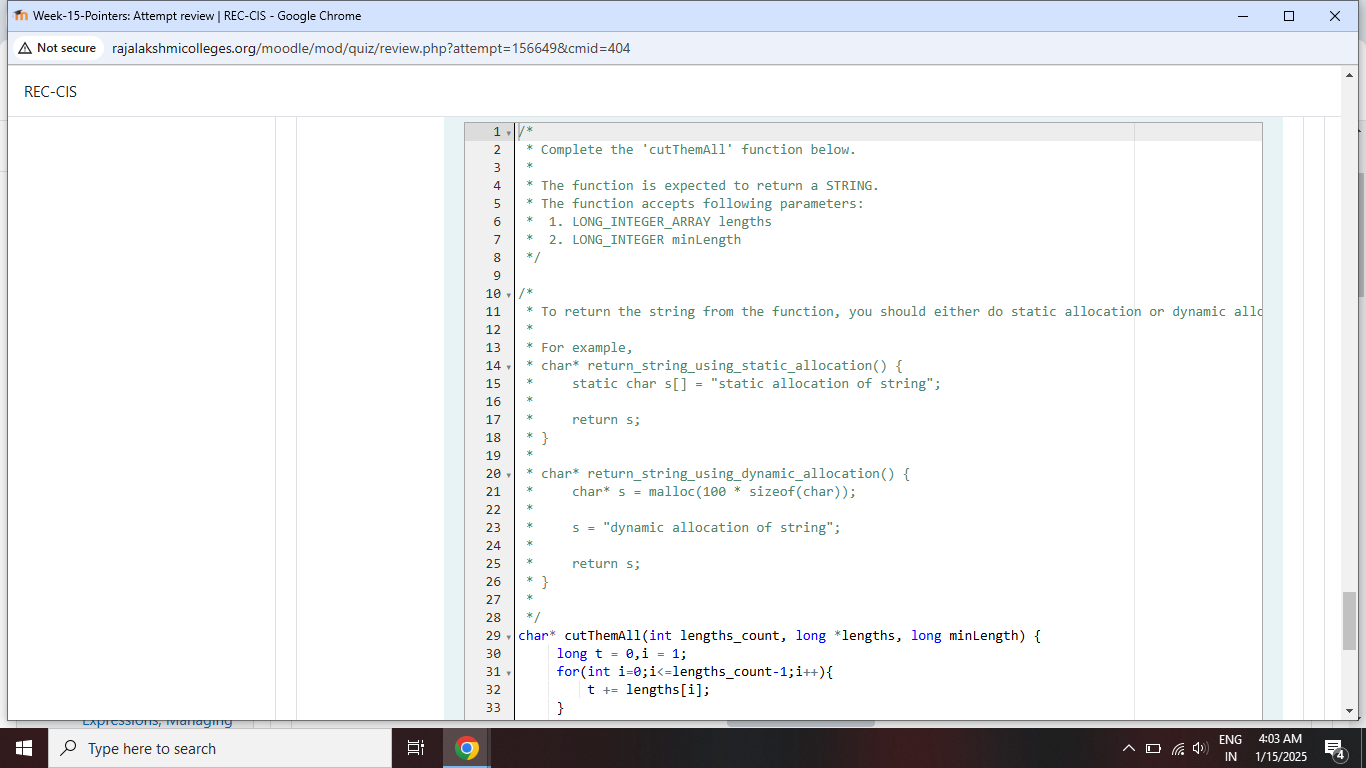 Week-15-Pointers: Attempt review | REC-CIS - Google Chrome
Not secure rajalakshmicolleges.org/moodle/mod/quiz/review.php?attempt=156649&cmid=404
REC-CIS
1 /*
2 * Complete the 'cutThemAll' function below.
3 *
4 * The function is expected to return a STRING.
5 * The function accepts following parameters:
6 * 1. LONG_INTEGER_ARRAY lengths
7 * 2. LONG_INTEGER minLength
8 */
9
10 /*
11 * To return the string from the function, you should either do static allocation or dynamic allo
12 *
13 * For example,
14 * char* return_string_using_static_allocation() {
15 * static char s[] = "static allocation of string";
16 *
17 * return s;
18 * }
19 *
20 * char* return_string_using_dynamic_allocation() {
21 * char* s = malloc(100 * sizeof(char));
22 *
23 * s = "dynamic allocation of string";
24 *
25 * return s;
26 * }
27 *
28 */
29 char* cutThemAll(int lengths_count, long *lengths, long minLength) {
30 long t = 0,i = 1;
31 for(int i=0;i<=lengths_count-1;i++){
32 t += lengths[i];
33 }
Expressions, Managing
Type here to search
ENG
IN
4:03 AM
1/15/2025
4